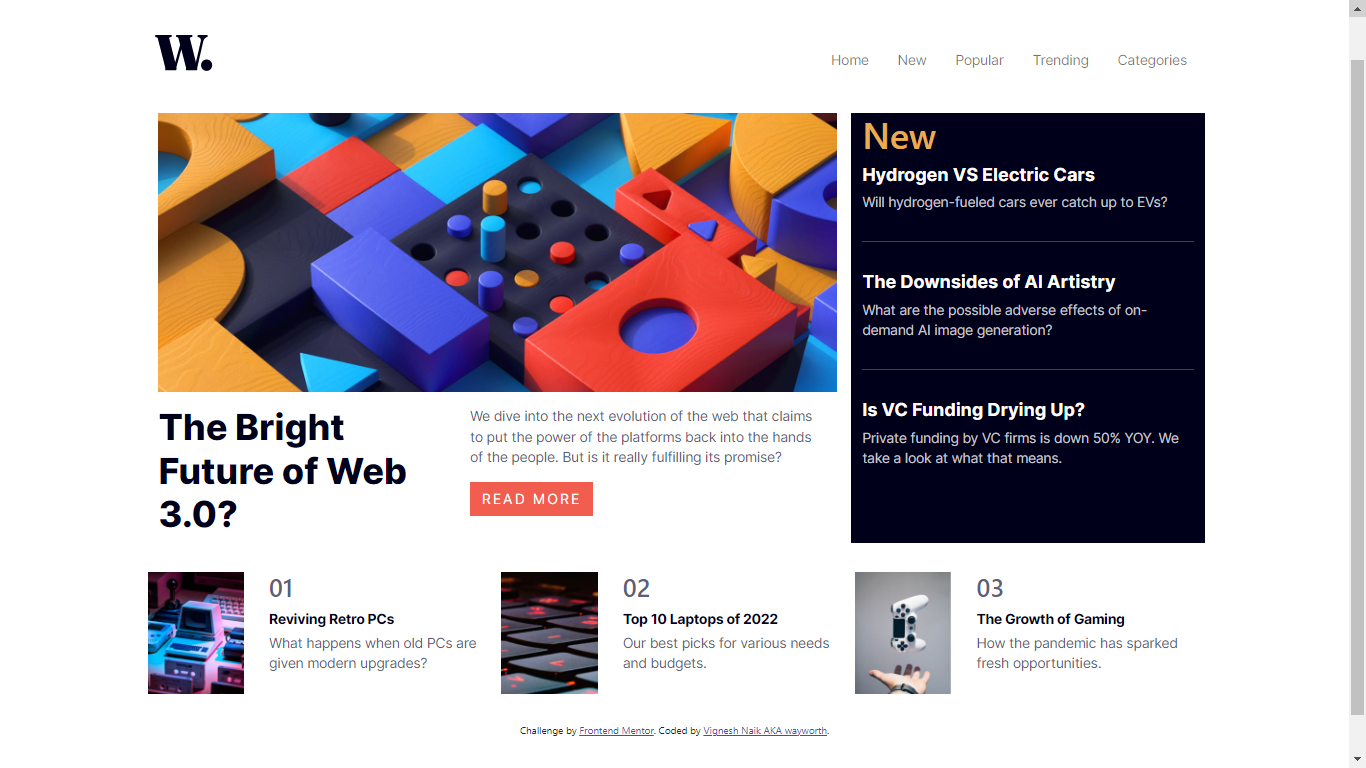 W.
Home New Popular Trending Categories
The Bright
Future of Web
3.0?
We dive into the next evolution of the web that claims
to put the power of the platforms back into the hands
of the people. But is it really fulfilling its promise?
READ MORE
New
Hydrogen VS Electric Cars
Will hydrogen-fueled cars ever catch up to EVs?
The Downsides of AI Artistry
What are the possible adverse effects of on-
demand AI image generation?
Is VC Funding Drying Up?
Private funding by VC firms is down 50% YOY. We
take a look at what that means.
01
Reviving Retro PCs
What happens when old PCs are
given modern upgrades?
02
Top 10 Laptops of 2022
Our best picks for various needs
and budgets.
03
The Growth of Gaming
How the pandemic has sparked
fresh opportunities.
Challenge by Frontend Mentor. Coded by Vignesh Naik AKA wayworth.